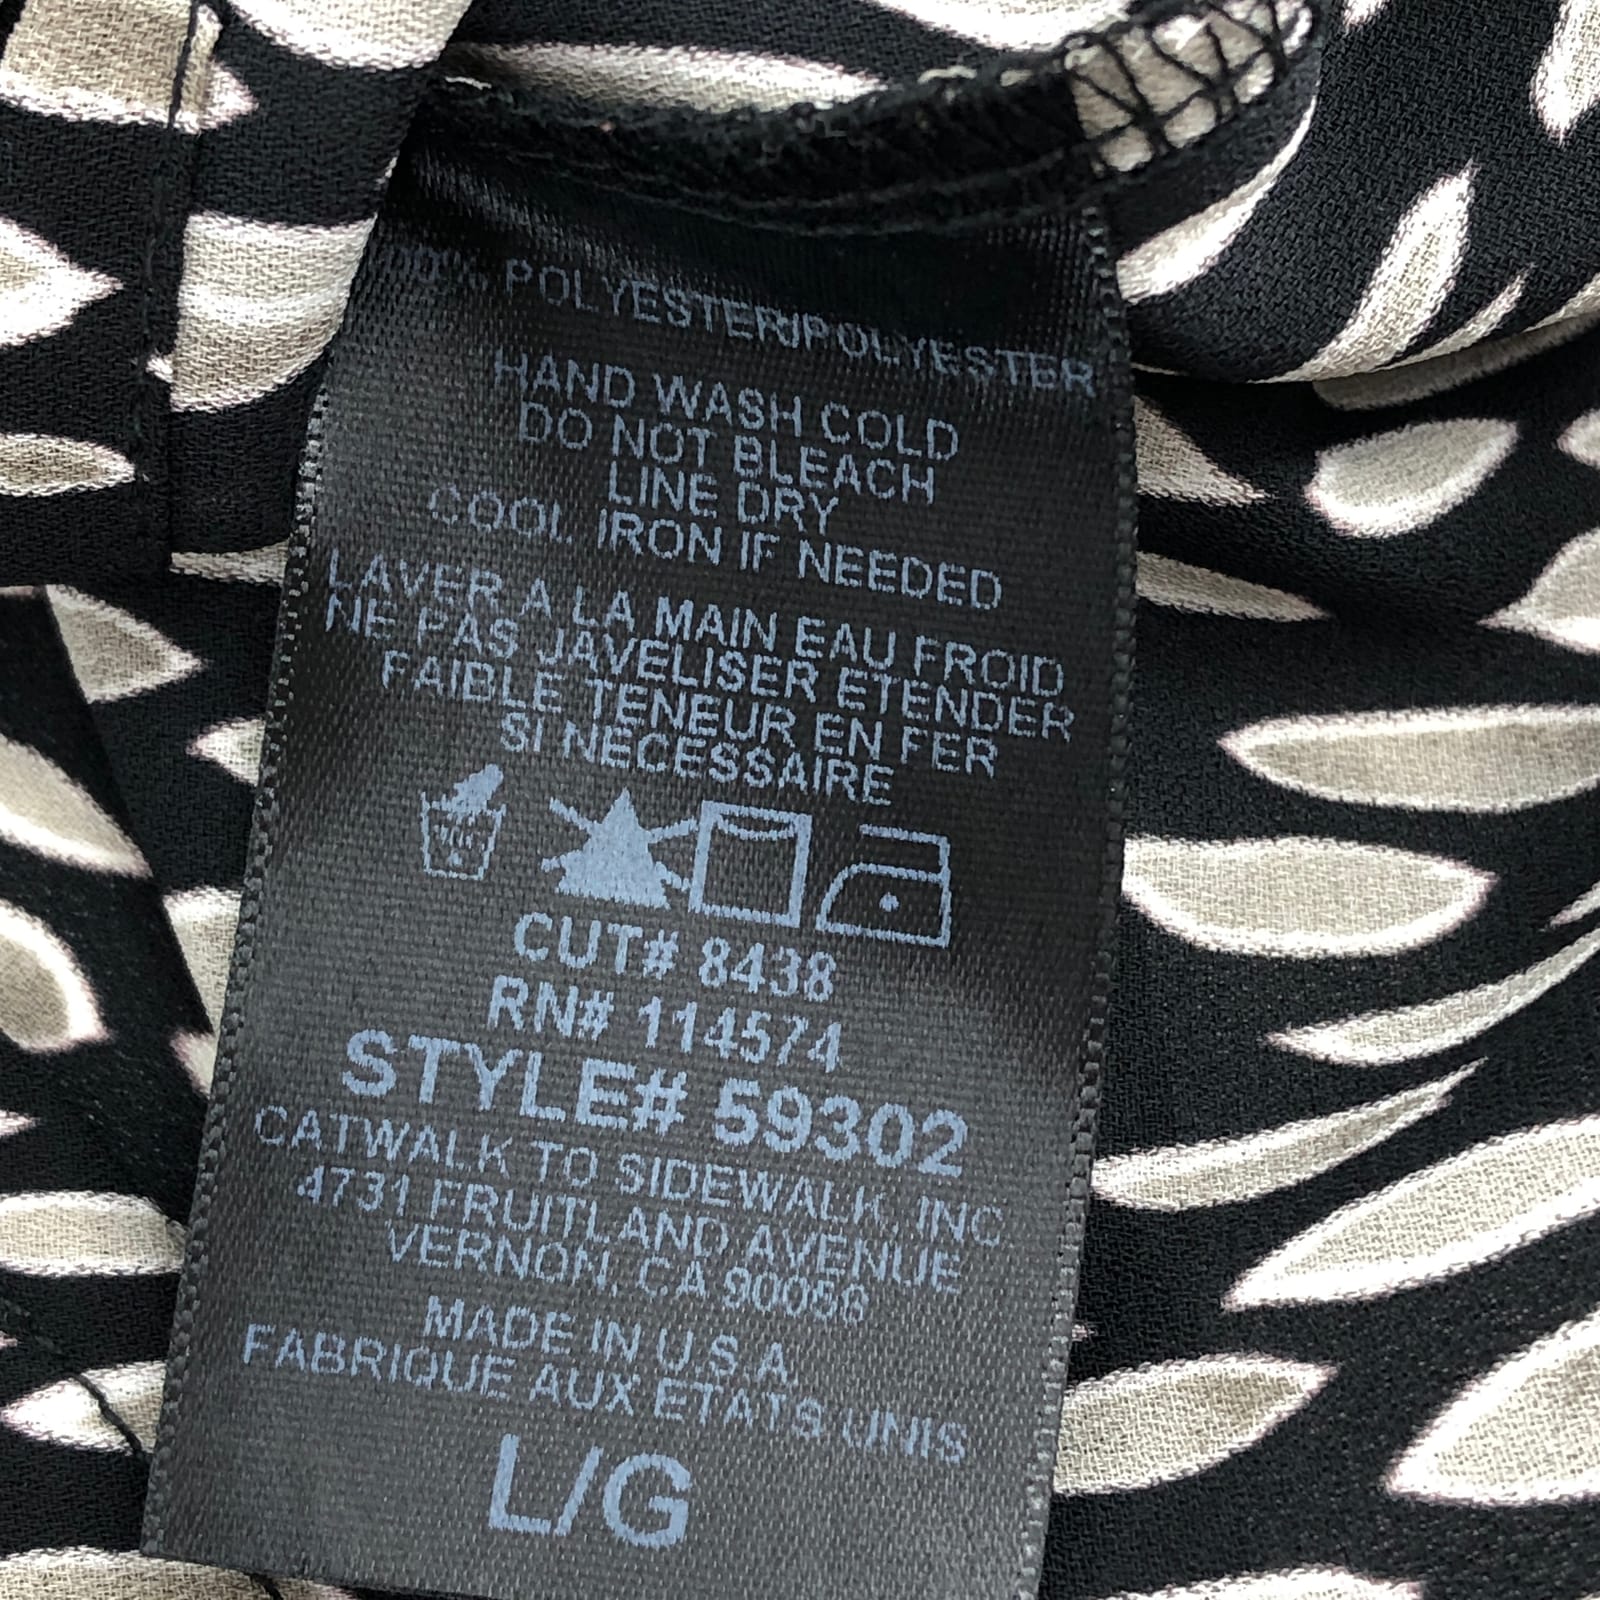 100% POLYESTER/POLYESTER
HAND WASH COLD
DO NOT BLEACH
LINE DRY
COOL IRON IF NEEDED
LAVER A LA MAIN EAU FROID
NE PAS JAVELISER ETENDER
FAIBLE TENEUR EN FER
SI NECESSAIRE
CUT# 8438
RN# 114574
STYLE# 59302
CATWALK TO SIDEWALK, INC
4731 FRUITLAND AVENUE
VERNON, CA 90058
MADE IN U.S.A.
FABRIQUE AUX ETATS UNIS
L/G